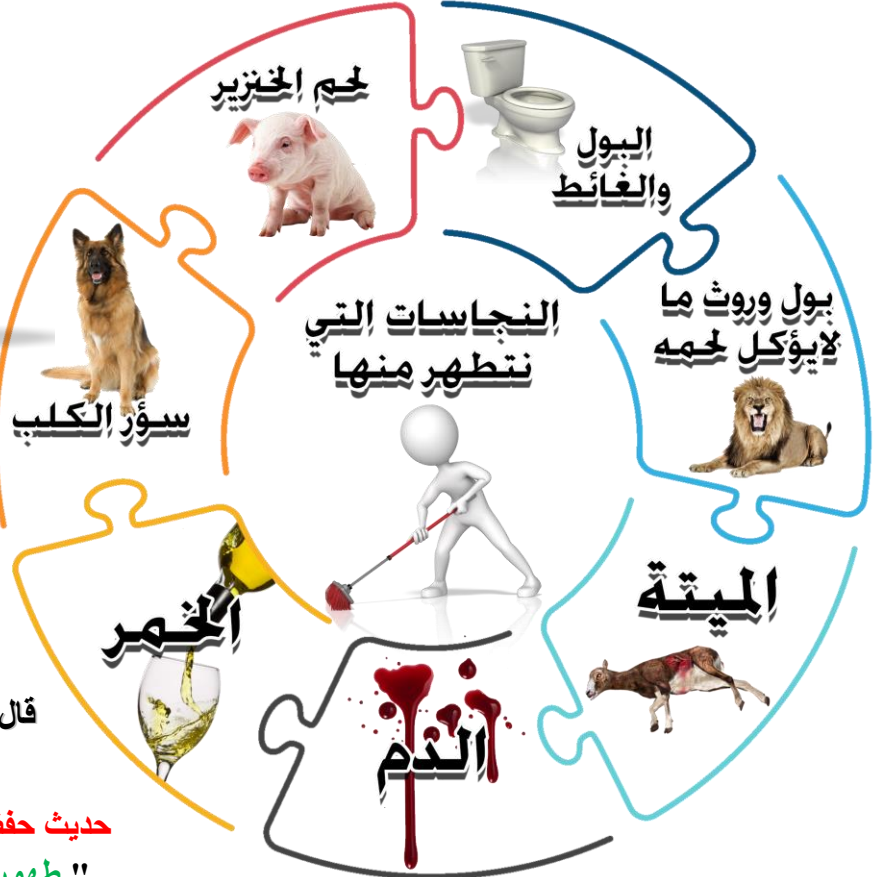 النجاسات التي
نتطهر منها
البول
والغائط
بول وروث ما
لايؤكل لحمه
الميتة
الدم
الخمر
سؤر الكلب
لحم الخنزير
قال
حديث
"